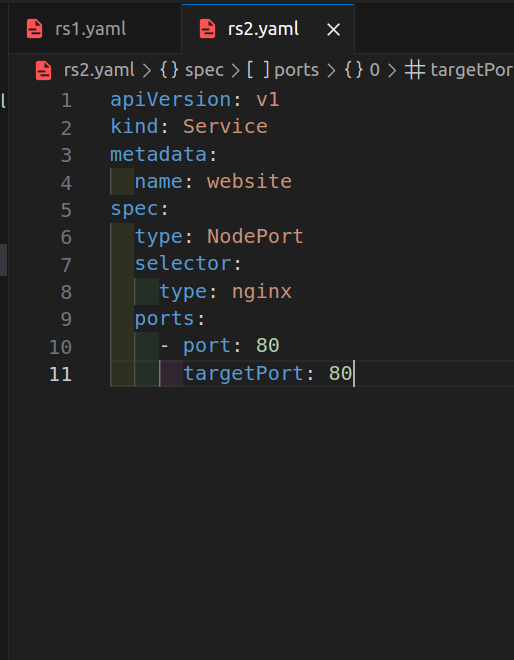 rs1.yaml
rs2.yaml
rs2.yaml > {} spec > [ ] ports > {} 0 > targetPor
1 apiVersion: v1
2 kind: Service
3 metadata:
4 name: website
5 spec:
6 type: NodePort
7 selector:
8 type: nginx
9 ports:
10 - port: 80
11 targetPort: 80